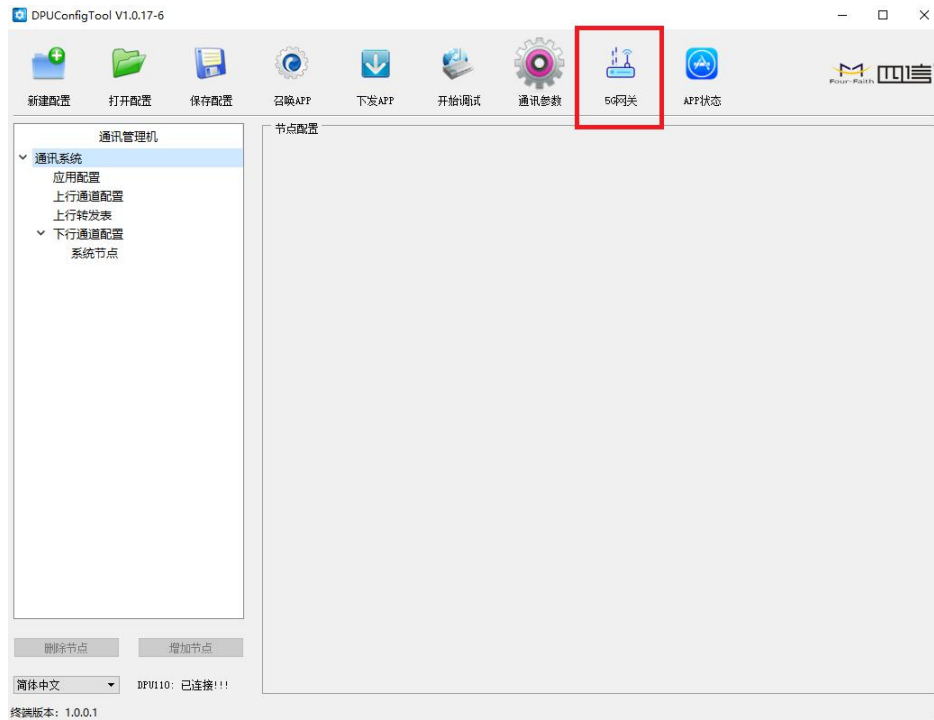 DPUConfigTool V1.0.17-6
新建配置 打开配置 保存配置 召唤APP 下发APP 开始调试 通讯参数 5G网关 APP状态
Four-Faith 四信
节点配置
通讯管理机
通讯系统
应用配置
上行通道配置
上行转发表
下行通道配置
系统节点
删除节点 增加节点
简体中文 DPU110: 已连接!!!
终端版本: 1.0.0.1